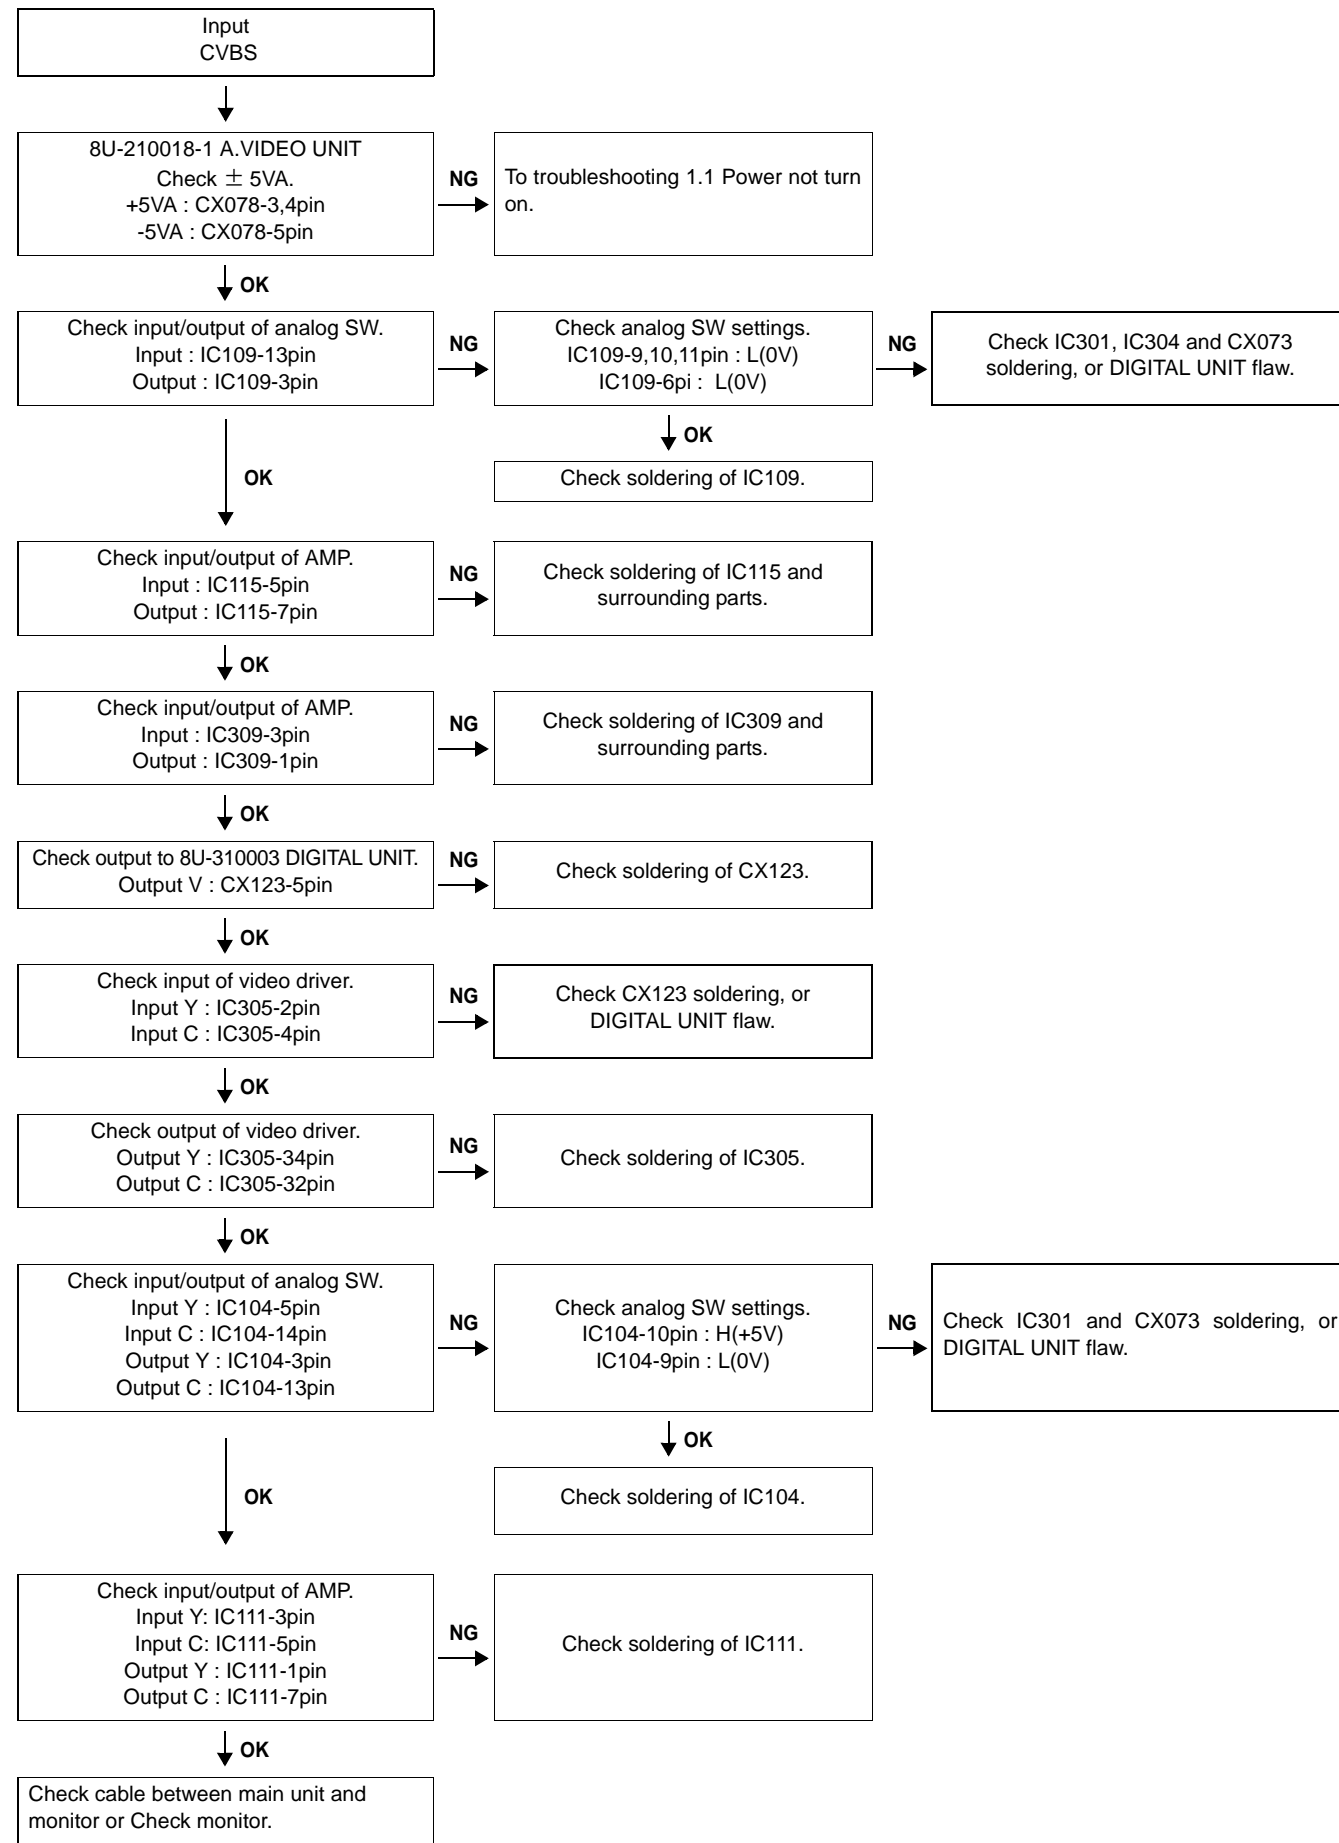 Input
CVBS
8U-210018-1 A.VIDEO UNIT
Check ± 5VA.
+5VA : CX078-3,4pin
-5VA : CX078-5pin
NG
To troubleshooting 1.1 Power not turn
on.
OK
Check input/output of analog SW.
Input : IC109-13pin
Output : IC109-3pin
NG
Check analog SW settings.
IC109-9,10,11pin : L(0V)
IC109-6pi : L(0V)
NG
Check IC301, IC304 and CX073
soldering, or DIGITAL UNIT flaw.
OK
Check soldering of IC109.
OK
Check input/output of AMP.
Input : IC115-5pin
Output : IC115-7pin
NG
Check soldering of IC115 and
surrounding parts.
OK
Check input/output of AMP.
Input : IC309-3pin
Output : IC309-1pin
NG
Check soldering of IC309 and
surrounding parts.
OK
Check output to 8U-310003 DIGITAL UNIT.
Output V : CX123-5pin
NG
Check soldering of CX123.
OK
Check input of video driver.
Input Y : IC305-2pin
Input C : IC305-4pin
NG
Check CX123 soldering, or
DIGITAL UNIT flaw.
OK
Check output of video driver.
Output Y : IC305-34pin
Output C : IC305-32pin
NG
Check soldering of IC305.
OK
Check input/output of analog SW.
Input Y : IC104-5pin
Input C : IC104-14pin
Output Y : IC104-3pin
Output C : IC104-13pin
NG
Check analog SW settings.
IC104-10pin : H(+5V)
IC104-9pin : L(0V)
NG
Check IC301 and CX073 soldering, or
DIGITAL UNIT flaw.
OK
Check soldering of IC104.
OK
Check input/output of AMP.
Input Y: IC111-3pin
Input C: IC111-5pin
Output Y : IC111-1pin
Output C : IC111-7pin
NG
Check soldering of IC111.
OK
Check cable between main unit and
monitor or Check monitor.